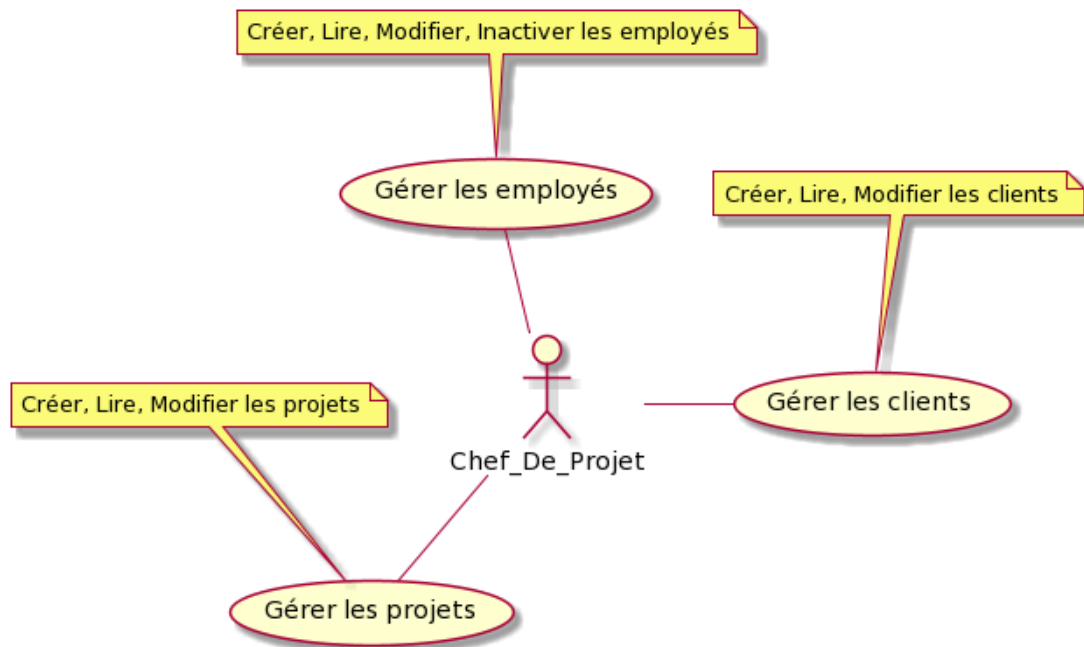 Créer, Lire, Modifier, Inactiver les employés
Gérer les employés
Créer, Lire, Modifier les clients
Gérer les clients
Créer, Lire, Modifier les projets
Chef_De_Projet
Gérer les projets